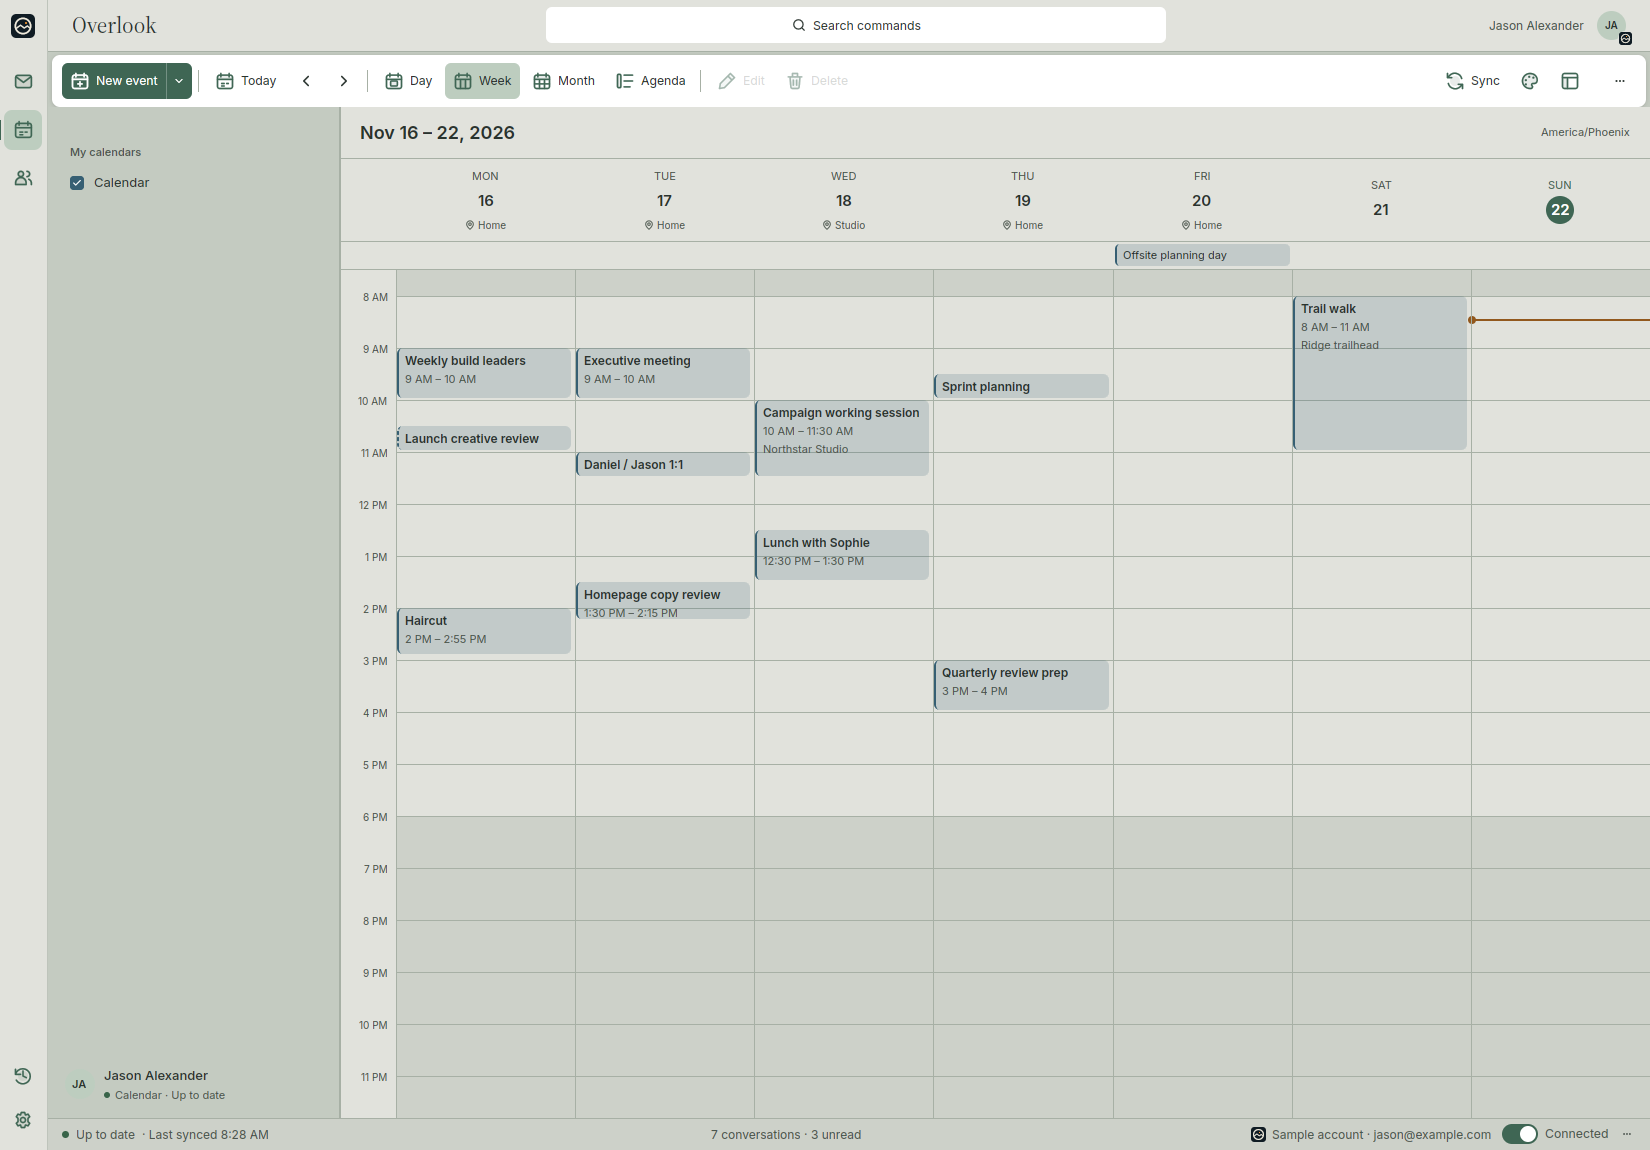 Overlook
Search commands
Jason Alexander
JA
New event
Today
Day
Week
Month
Agenda
Edit
Delete
Sync
My calendars
Calendar
Nov 16 – 22, 2026
America/Phoenix
MON
16
Home
TUE
17
Home
WED
18
Studio
THU
19
Home
FRI
20
Home
SAT
21
SUN
22
Offsite planning day
8 AM
9 AM
10 AM
11 AM
12 PM
1 PM
2 PM
3 PM
4 PM
5 PM
6 PM
7 PM
8 PM
9 PM
10 PM
11 PM
Weekly build leaders
9 AM – 10 AM
Launch creative review
Haircut
2 PM – 2:55 PM
Executive meeting
9 AM – 10 AM
Daniel / Jason 1:1
Homepage copy review
1:30 PM – 2:15 PM
Campaign working session
10 AM – 11:30 AM
Northstar Studio
Lunch with Sophie
12:30 PM – 1:30 PM
Sprint planning
Quarterly review prep
3 PM – 4 PM
Trail walk
8 AM – 11 AM
Ridge trailhead
JA
Jason Alexander
Calendar · Up to date
Up to date · Last synced 8:28 AM
7 conversations · 3 unread
Sample account · jason@example.com
Connected